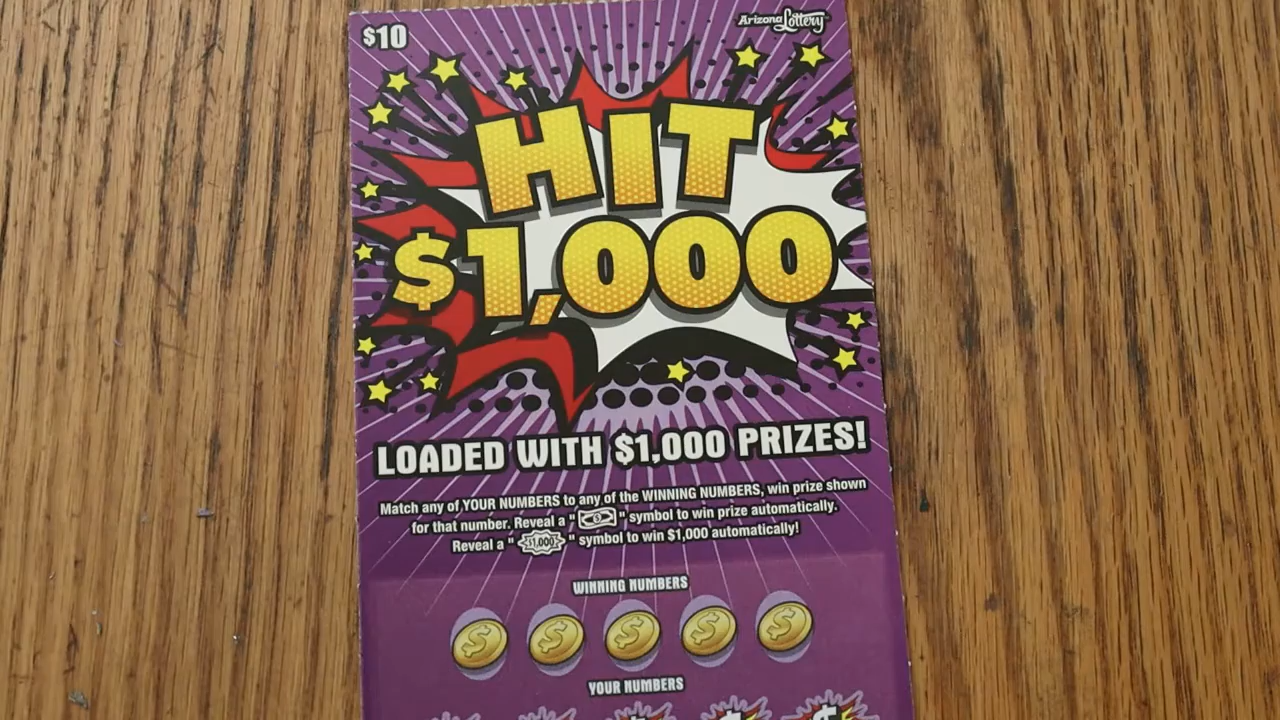 $10
Arizona Lottery
HIT
$1,000
LOADED WITH $1,000 PRIZES!
Match any of YOUR NUMBERS to any of the WINNING NUMBERS, win prize shown
for that number. Reveal a " " symbol to win prize automatically.
Reveal a " $1,000 " symbol to win $1,000 automatically!
WINNING NUMBERS
$ $ $ $ $
YOUR NUMBERS